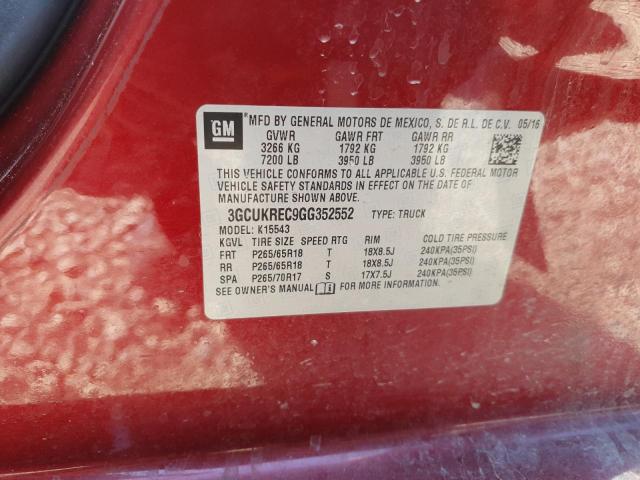 GM MFD BY GENERAL MOTORS DE MEXICO, S. DE R.L. DE C.V. 05/16
GVWR GAWR FRT GAWR RR
3266 KG 1792 KG 1792 KG
7200 LB 3950 LB 3950 LB
THIS VEHICLE CONFORMS TO ALL APPLICABLE U.S. FEDERAL MOTOR
VEHICLE SAFETY STANDARDS IN EFFECT ON THE DATE OF
MANUFACTURE SHOWN ABOVE.
3GCUKREC9GG352552 TYPE: TRUCK
MODEL: K15543
KGVL TIRE SIZE SPEED RTG RIM COLD TIRE PRESSURE
FRT P265/65R18 T 18X8.5J 240KPA(35PSI)
RR P265/65R18 T 18X8.5J 240KPA(35PSI)
SPA P265/70R17 S 17X7.5J 240KPA(35PSI)
SEE OWNER'S MANUAL FOR ADDITIONAL INFORMATION.